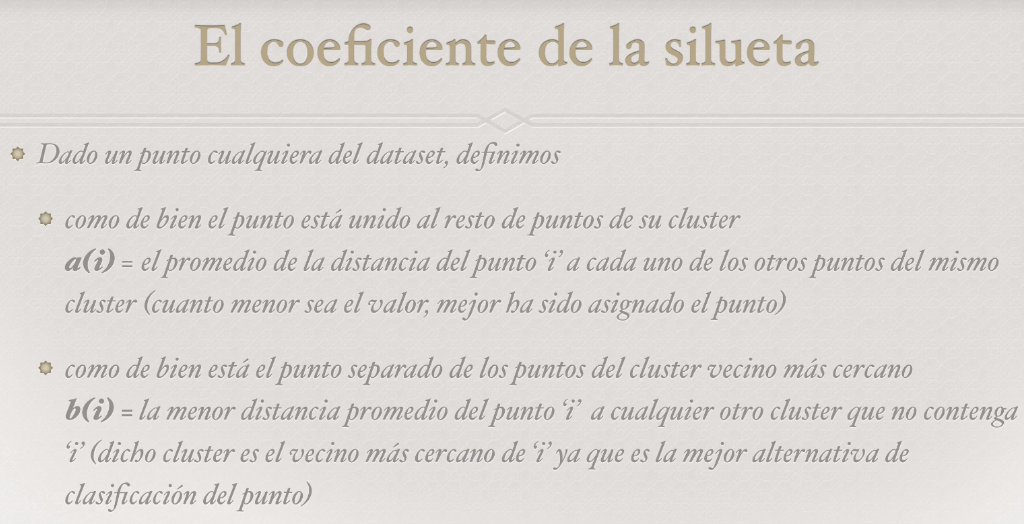 El coeficiente de la silueta
Dado un punto cualquiera del dataset, definimos
como de bien el punto está unido al resto de puntos de su cluster
a(i) = el promedio de la distancia del punto ‘i’ a cada uno de los otros puntos del mismo
cluster (cuanto menor sea el valor, mejor ha sido asignado el punto)
como de bien está el punto separado de los puntos del cluster vecino más cercano
b(i) = la menor distancia promedio del punto ‘i’ a cualquier otro cluster que no contenga
‘i’ (dicho cluster es el vecino más cercano de ‘i’ ya que es la mejor alternativa de
clasificación del punto)